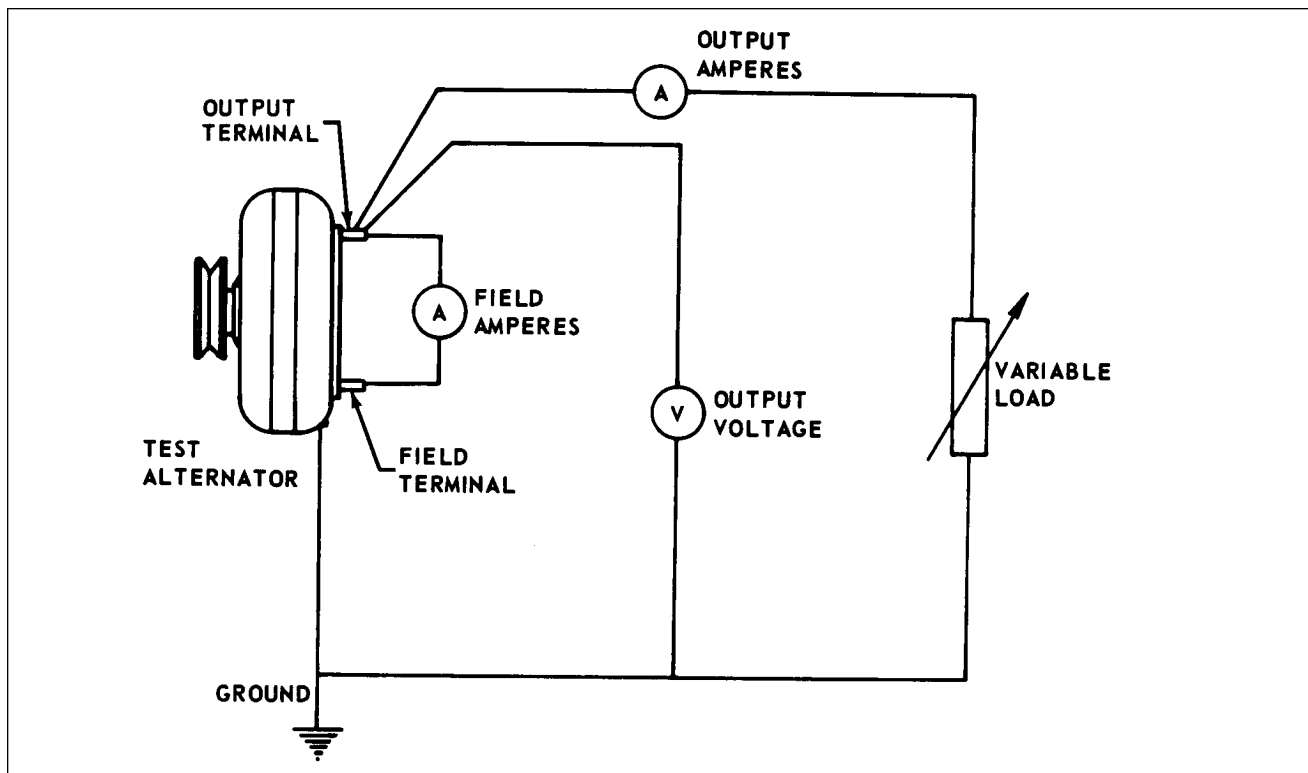 OUTPUT
AMPERES
A
OUTPUT
TERMINAL
A
FIELD
AMPERES
VARIABLE
LOAD
V
OUTPUT
VOLTAGE
TEST
ALTERNATOR
FIELD
TERMINAL
GROUND